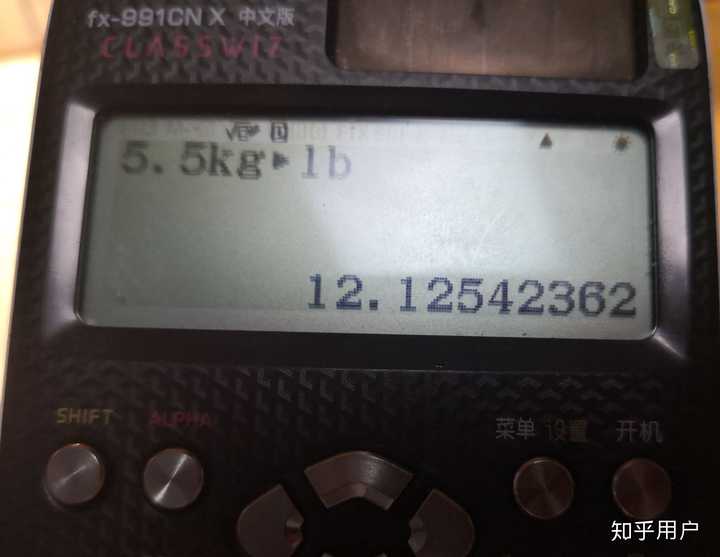 fx-991CN X 中文版
CLASSWIZ
√ D
5.5kg▶lb
12.12542362
SHIFT ALPHA 菜单 设置 开机
知乎用户